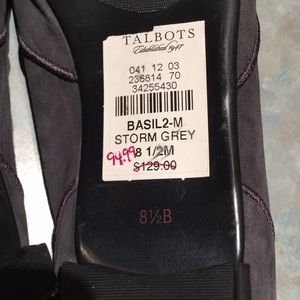 TALBOTS
Established 1947
041 12 03
236814 70
34255430
BASIL2-M
STORM GREY
8 1/2M
94.99
$129.00
8½B